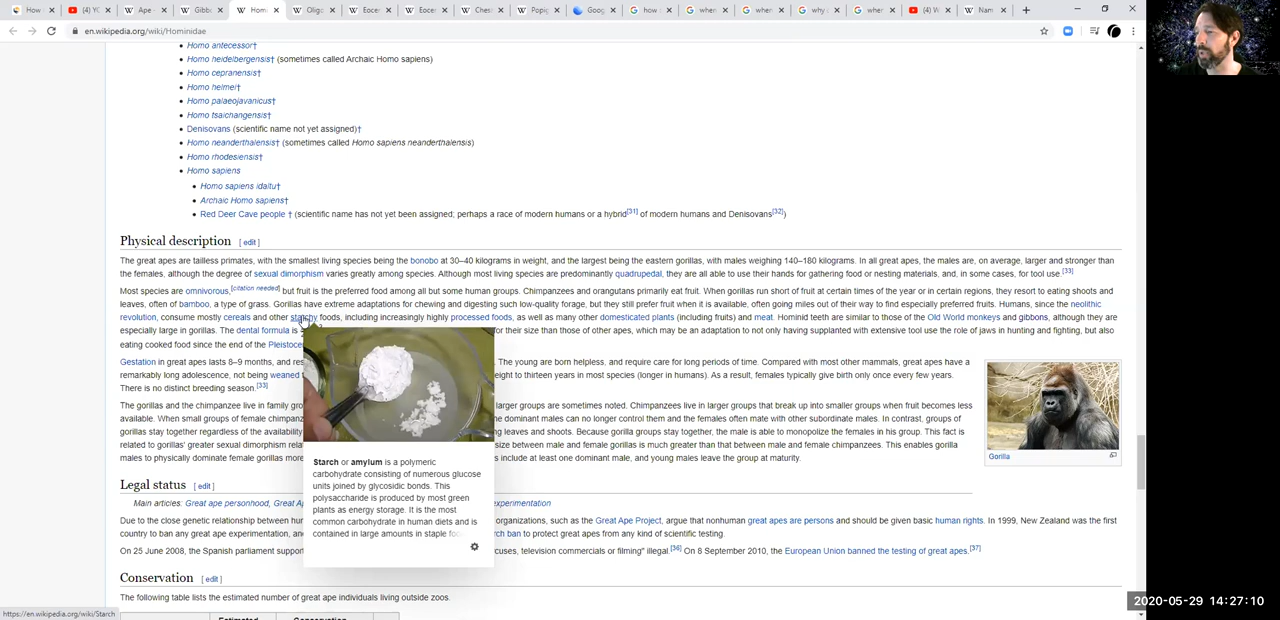 How
(4) YC
Ape -
Gibb
Hom
Oligo
Eoce
Eoce
Ches
Popig
Goog
how
when
when
why
when
(4) W
Nam
en.wikipedia.org/wiki/Hominidae
Homo antecessor†
Homo heidelbergensis† (sometimes called Archaic Homo sapiens)
Homo cepranensis†
Homo helmei†
Homo palaeojavanicus†
Homo tsaichangensis†
Denisovans (scientific name not yet assigned)†
Homo neanderthalensis† (sometimes called Homo sapiens neanderthalensis)
Homo rhodesiensis†
Homo sapiens
Homo sapiens idaltu†
Archaic Homo sapiens†
Red Deer Cave people † (scientific name has not yet been assigned; perhaps a race of modern humans or a hybrid[31] of modern humans and Denisovans[32])
Physical description [ edit ]
The great apes are tailless primates, with the smallest living species being the bonobo at 30–40 kilograms in weight, and the largest being the eastern gorillas, with males weighing 140–180 kilograms. In all great apes, the males are, on average, larger and stronger than
the females, although the degree of sexual dimorphism varies greatly among species. Although most living species are predominantly quadrupedal, they are all able to use their hands for gathering food or nesting materials, and, in some cases, for tool use.[33]
Most species are omnivorous,[citation needed] but fruit is the preferred food among all but some human groups. Chimpanzees and orangutans primarily eat fruit. When gorillas run short of fruit at certain times of the year or in certain regions, they resort to eating shoots and
leaves, often of bamboo, a type of grass. Gorillas have extreme adaptations for chewing and digesting such low-quality forage, but they still prefer fruit when it is available, often going miles out of their way to find especially preferred fruits. Humans, since the neolithic
revolution, consume mostly cereals and other starchy foods, including increasingly highly processed foods, as well as many other domesticated plants (including fruits) and meat. Hominid teeth are similar to those of the Old World monkeys and gibbons, although they are
especially large in gorillas. The dental formula is for their size than those of other apes, which may be an adaptation to not only having supplanted with extensive tool use the role of jaws in hunting and fighting, but also
eating cooked food since the end of the Pleistoce
Gestation in great apes lasts 8–9 months, and res The young are born helpless, and require care for long periods of time. Compared with most other mammals, great apes have a
remarkably long adolescence, not being weaned eight to thirteen years in most species (longer in humans). As a result, females typically give birth only once every few years.
There is no distinct breeding season.[33]
The gorillas and the chimpanzee live in family gro larger groups are sometimes noted. Chimpanzees live in larger groups that break up into smaller groups when fruit becomes less
available. When small groups of female chimpanz the dominant males can no longer control them and the females often mate with other subordinate males. In contrast, groups of
gorillas stay together regardless of the availability ng leaves and shoots. Because gorilla groups stay together, the male is able to monopolize the females in this group. This fact is
related to gorillas' greater sexual dimorphism rela size between male and female gorillas is much greater than that between male and female chimpanzees. This enables gorilla
males to physically dominate female gorillas more s include at least one dominant male, and young males leave the group at maturity.
Gorilla
Starch or amylum is a polymeric
carbohydrate consisting of numerous glucose
units joined by glycosidic bonds. This
polysaccharide is produced by most green
plants as energy storage. It is the most
common carbohydrate in human diets and is
contained in large amounts in staple fo
Legal status [ edit ]
Main articles: Great ape personhood, Great A experimentation
Due to the close genetic relationship between hu organizations, such as the Great Ape Project, argue that nonhuman great apes are persons and should be given basic human rights. In 1999, New Zealand was the first
country to ban any great ape experimentation, an rch ban to protect great apes from any kind of scientific testing.
On 25 June 2008, the Spanish parliament support cuses, television commercials or filming" illegal.[36] On 8 September 2010, the European Union banned the testing of great apes.[37]
Conservation [ edit ]
The following table lists the estimated number of great ape individuals living outside zoos.
Estimated Conservation
https://en.wikipedia.org/wiki/Starch
2020-05-29 14:27:10